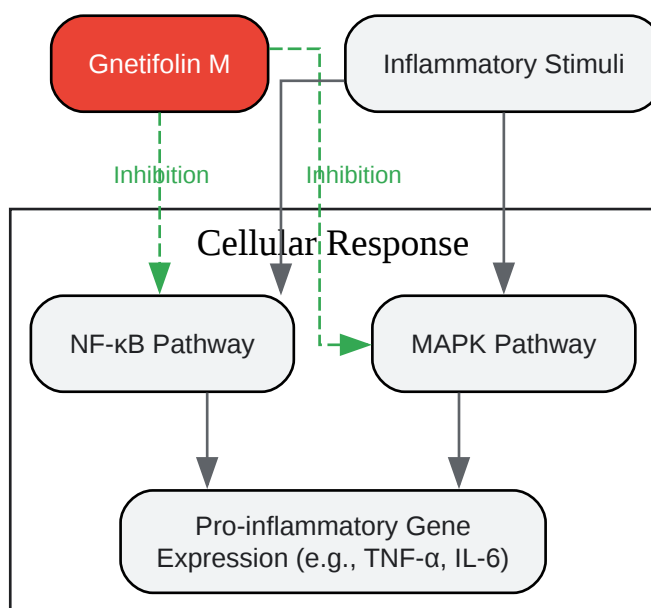 Gnetifolin M
Inflammatory Stimuli
Inhibition
Inhibition
Cellular Response
NF-κB Pathway
MAPK Pathway
Pro-inflammatory Gene
Expression (e.g., TNF-α, IL-6)